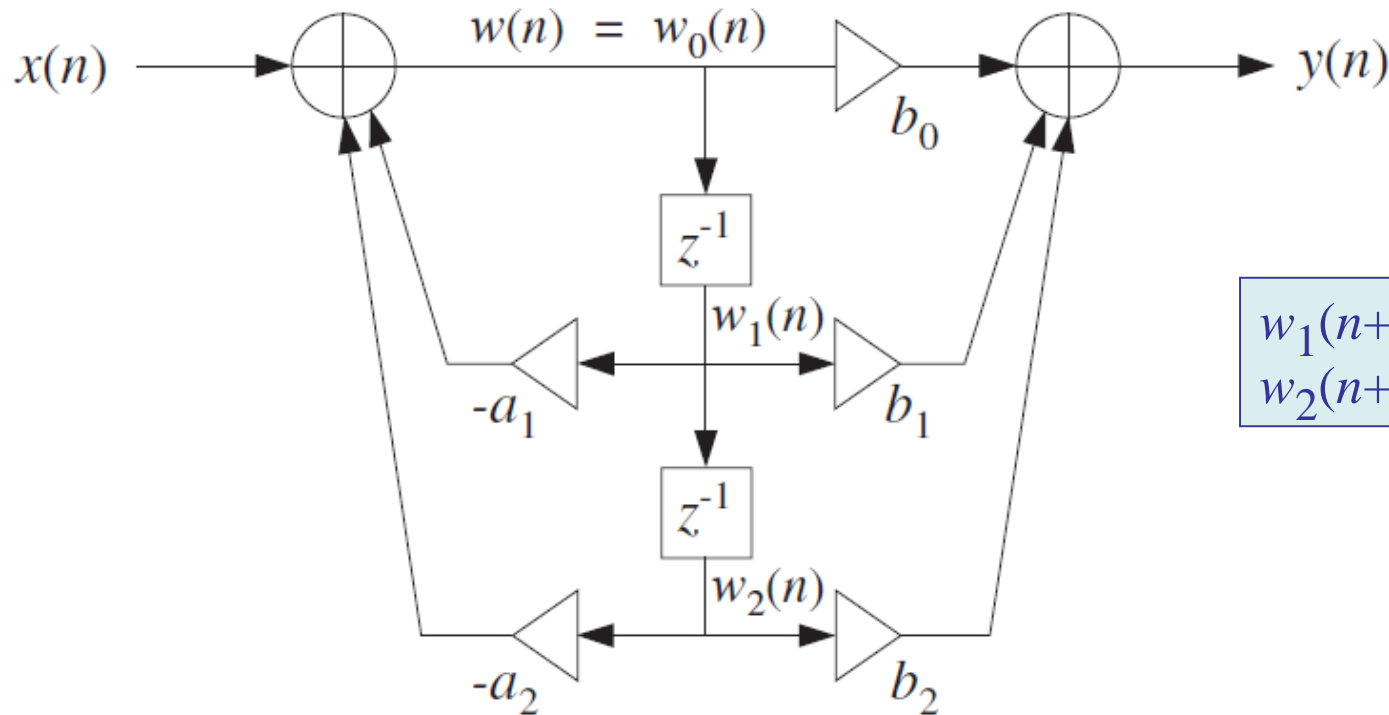 x(n)
w(n) = w₀(n)
b₀
y(n)
z⁻¹
w₁(n)
-a₁
b₁
w₁(n+
w₂(n+
z⁻¹
w₂(n)
-a₂
b₂